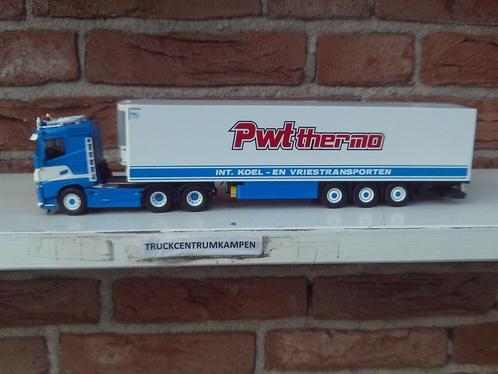 Pwt thermo
INT. KOEL - EN VRIESTRANSPORTEN
TRUCKCENTRUMKAMPEN